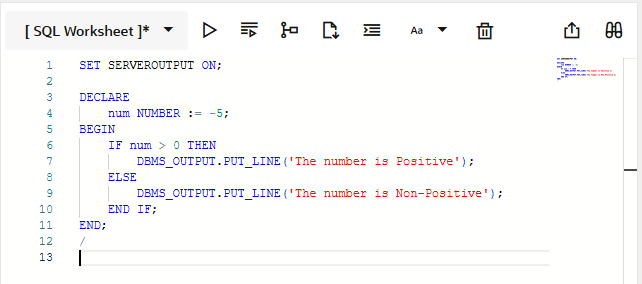 [ SQL Worksheet ]*
Aa
1 SET SERVEROUTPUT ON;
2
3 DECLARE
4     num NUMBER := -5;
5 BEGIN
6     IF num > 0 THEN
7         DBMS_OUTPUT.PUT_LINE('The number is Positive');
8     ELSE
9         DBMS_OUTPUT.PUT_LINE('The number is Non-Positive');
10     END IF;
11 END;
12 /
13